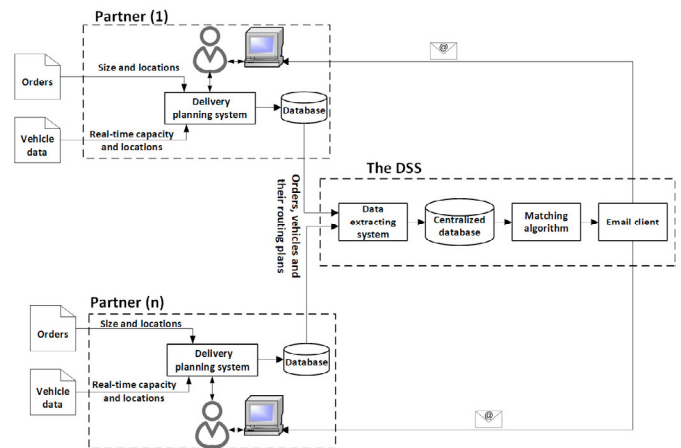 Partner (1)
Orders
Size and locations
Vehicle
data
Real-time capacity
and locations
Delivery
planning system
Database
@
Orders, vehicles and
their routing plans
The DSS
Data
extracting
system
Centralized
database
Matching
algorithm
Email client
Partner (n)
Orders
Size and locations
Vehicle
data
Real-time capacity
and locations
Delivery
planning system
Database
@